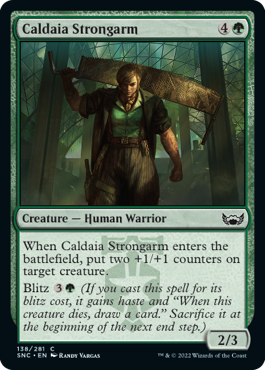 Caldaia Strongarm 4
Creature — Human Warrior
When Caldaia Strongarm enters the
battlefield, put two +1/+1 counters on
target creature.
Blitz 3 (If you cast this spell for its
blitz cost, it gains haste and “When this
creature dies, draw a card.” Sacrifice it at
the beginning of the next end step.)
2/3
138/281 C
SNC • EN Randy Vargas
™ & © 2022 Wizards of the Coast